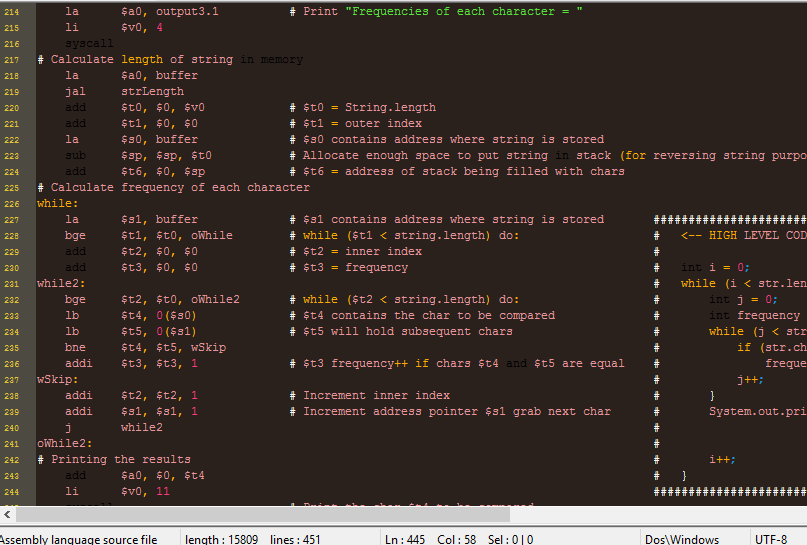 214 la $a0, output3.1 # Print "Frequencies of each character = "
215 li $v0, 4
216 syscall
217 # Calculate length of string in memory
218 la $a0, buffer
219 jal strLength
220 add $t0, $0, $v0 # $t0 = String.length
221 add $t1, $0, $0 # $t1 = outer index
222 la $s0, buffer # $s0 contains address where string is stored
223 sub $sp, $sp, $t0 # Allocate enough space to put string in stack (for reversing string purpo
224 add $t6, $0, $sp # $t6 = address of stack being filled with chars
225 # Calculate frequency of each character
226 while:
227 la $s1, buffer # $s1 contains address where string is stored ######################
228 bge $t1, $t0, oWhile # while ($t1 < string.length) do: # <-- HIGH LEVEL COD
229 add $t2, $0, $0 # $t2 = inner index #
230 add $t3, $0, $0 # $t3 = frequency # int i = 0;
231 while2: # while (i < str.len
232 bge $t2, $t0, oWhile2 # while ($t2 < string.length) do: # int j = 0;
233 lb $t4, 0($s0) # $t4 contains the char to be compared # int frequency
234 lb $t5, 0($s1) # $t5 will hold subsequent chars # while (j < str
235 bne $t4, $t5, wSkip # if (str.ch
236 addi $t3, $t3, 1 # $t3 frequency++ if chars $t4 and $t5 are equal # freque
237 wSkip: # j++;
238 addi $t2, $t2, 1 # Increment inner index # }
239 addi $s1, $s1, 1 # Increment address pointer $s1 grab next char # System.out.pri
240 j while2 #
241 oWhile2: #
242 # Printing the results # i++;
243 add $a0, $0, $t4 # }
244 li $v0, 11 ######################
Assembly language source file length : 15809 lines : 451 Ln : 445 Col : 58 Sel : 0 | 0 Dos\Windows UTF-8